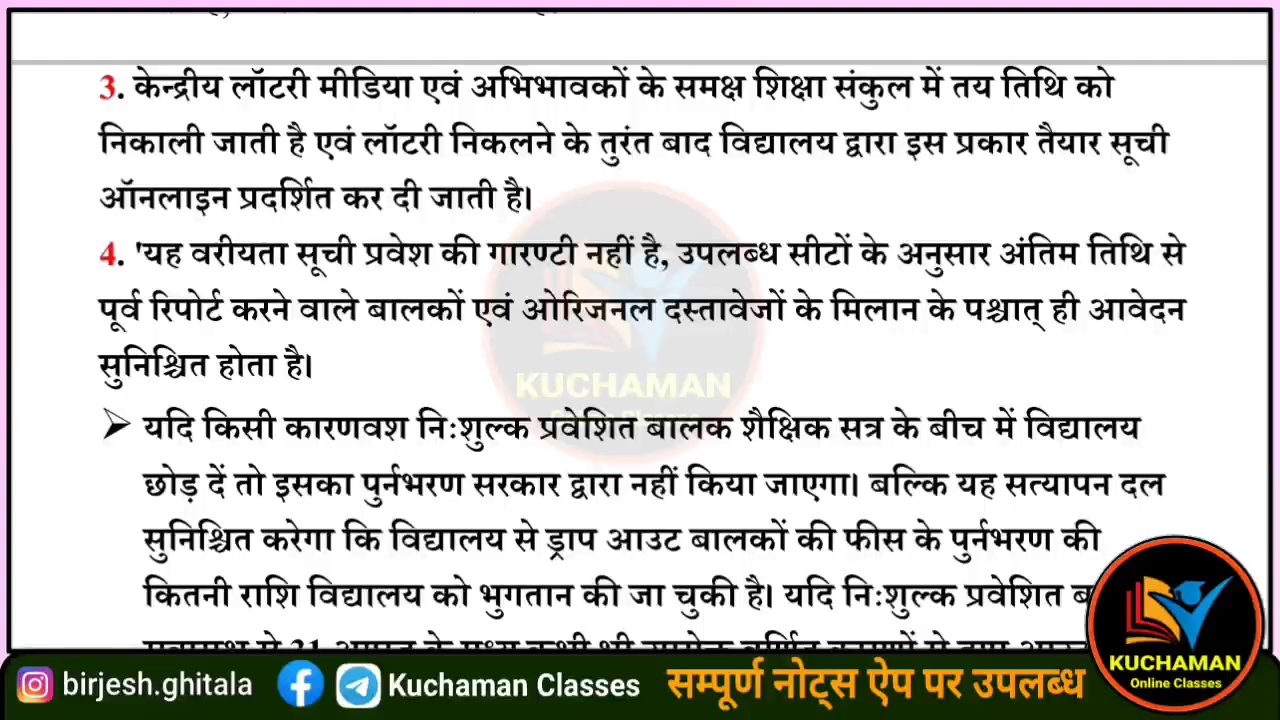 3. केन्द्रीय लॉटरी मीडिया एवं अभिभावकों के समक्ष शिक्षा संकुल में तय तिथि को
निकाली जाती है एवं लॉटरी निकलने के तुरंत बाद विद्यालय द्वारा इस प्रकार तैयार सूची
ऑनलाइन प्रदर्शित कर दी जाती है।
4. 'यह वरीयता सूची प्रवेश की गारण्टी नहीं है, उपलब्ध सीटों के अनुसार अंतिम तिथि से
पूर्व रिपोर्ट करने वाले बालकों एवं ओरिजनल दस्तावेजों के मिलान के पश्चात् ही आवेदन
सुनिश्चित होता है।
KUCHAMAN
Online Classes
➢ यदि किसी कारणवश निःशुल्क प्रवेशित बालक शैक्षिक सत्र के बीच में विद्यालय
छोड़ दें तो इसका पुर्नभरण सरकार द्वारा नहीं किया जाएगा। बल्कि यह सत्यापन दल
सुनिश्चित करेगा कि विद्यालय से ड्राप आउट बालकों की फीस के पुर्नभरण की
कितनी राशि विद्यालय को भुगतान की जा चुकी है। यदि निःशुल्क प्रवेशित
KUCHAMAN
Online Classes
birjesh.ghitala Kuchaman Classes सम्पूर्ण नोट्स ऐप पर उपलब्ध